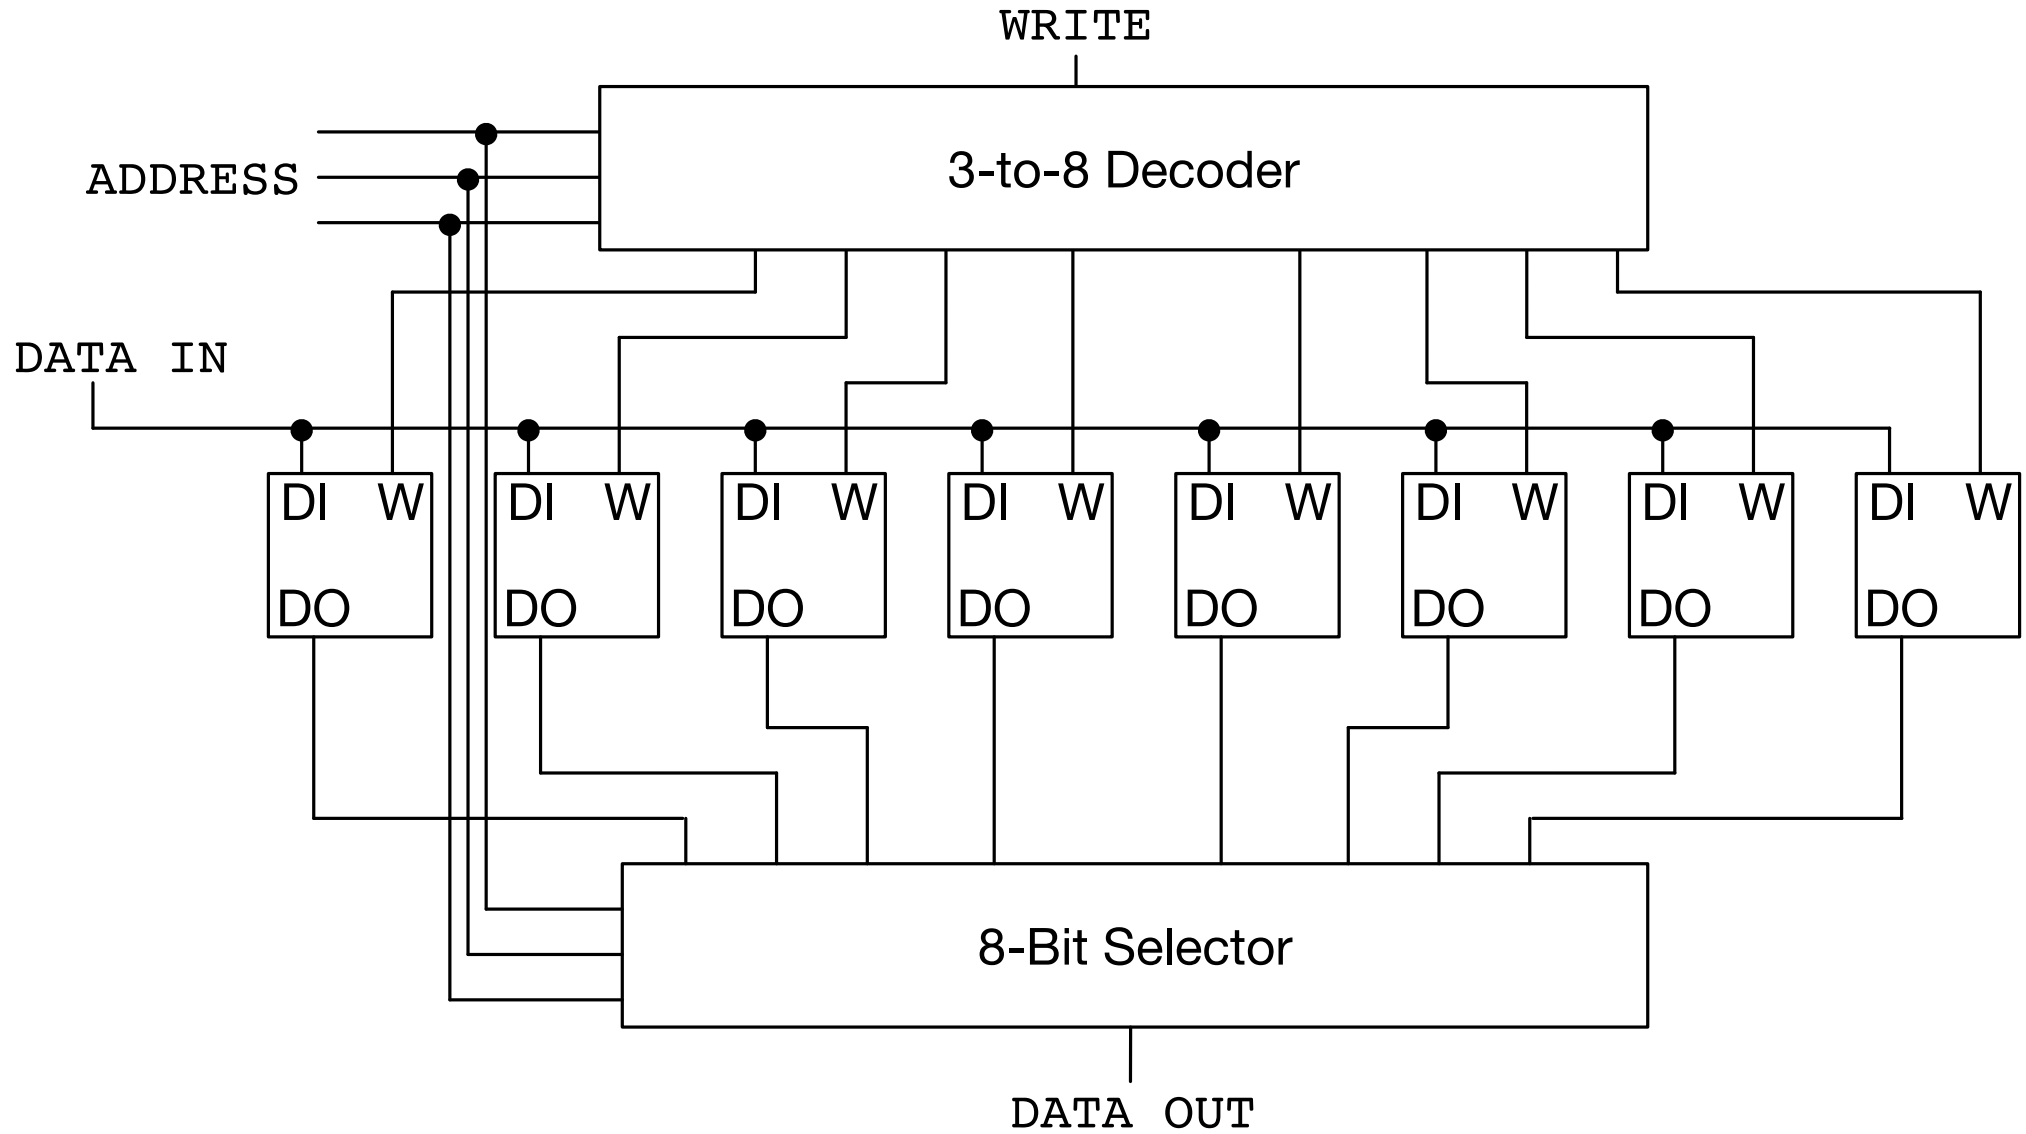 WRITE
3-to-8 Decoder
ADDRESS
DATA IN
DI W DI W DI W DI W DI W DI W DI W DI W
DO DO DO DO DO DO DO DO
8-Bit Selector
DATA OUT